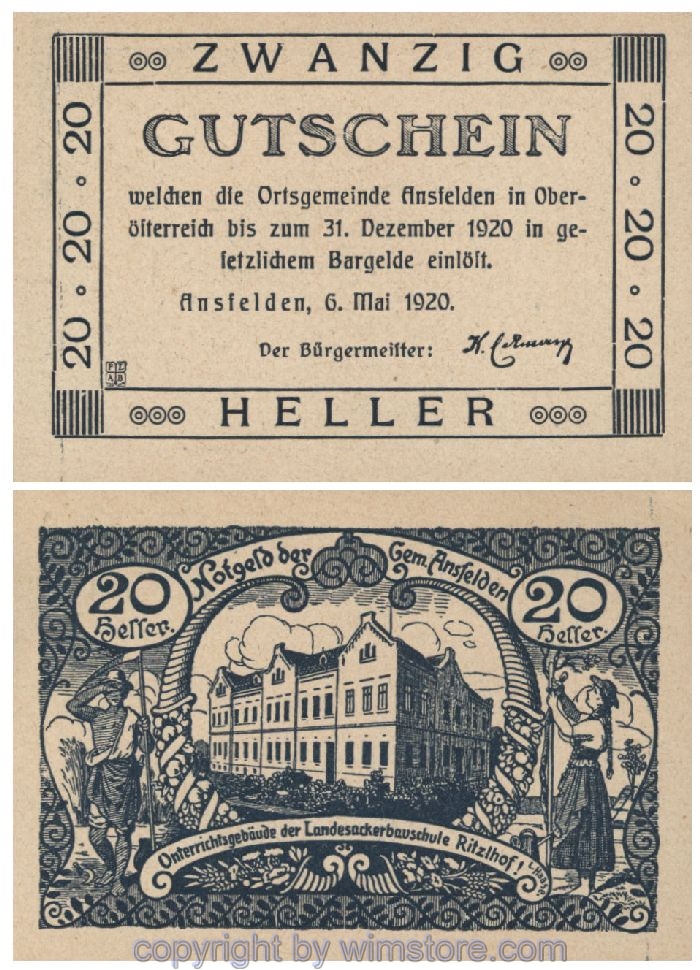 ZWANZIG
20 ∘ 20 ∘ 20
20 ∘ 20 ∘ 20
GUTSCHEIN
welchen die Ortsgemeinde Ansfelden in Ober-
österreich bis zum 31. Dezember 1920 in ge-
setzlichem Bargelde einlöst.
Ansfelden, 6. Mai 1920.
Der Bürgermeister:
HELLER
Notgeld der Gem. Ansfelden
20
Heller.
20
Heller.
Unterrichtsgebäude der Landesackerbauschule Ritzlhof!
copyright by wimstore.com